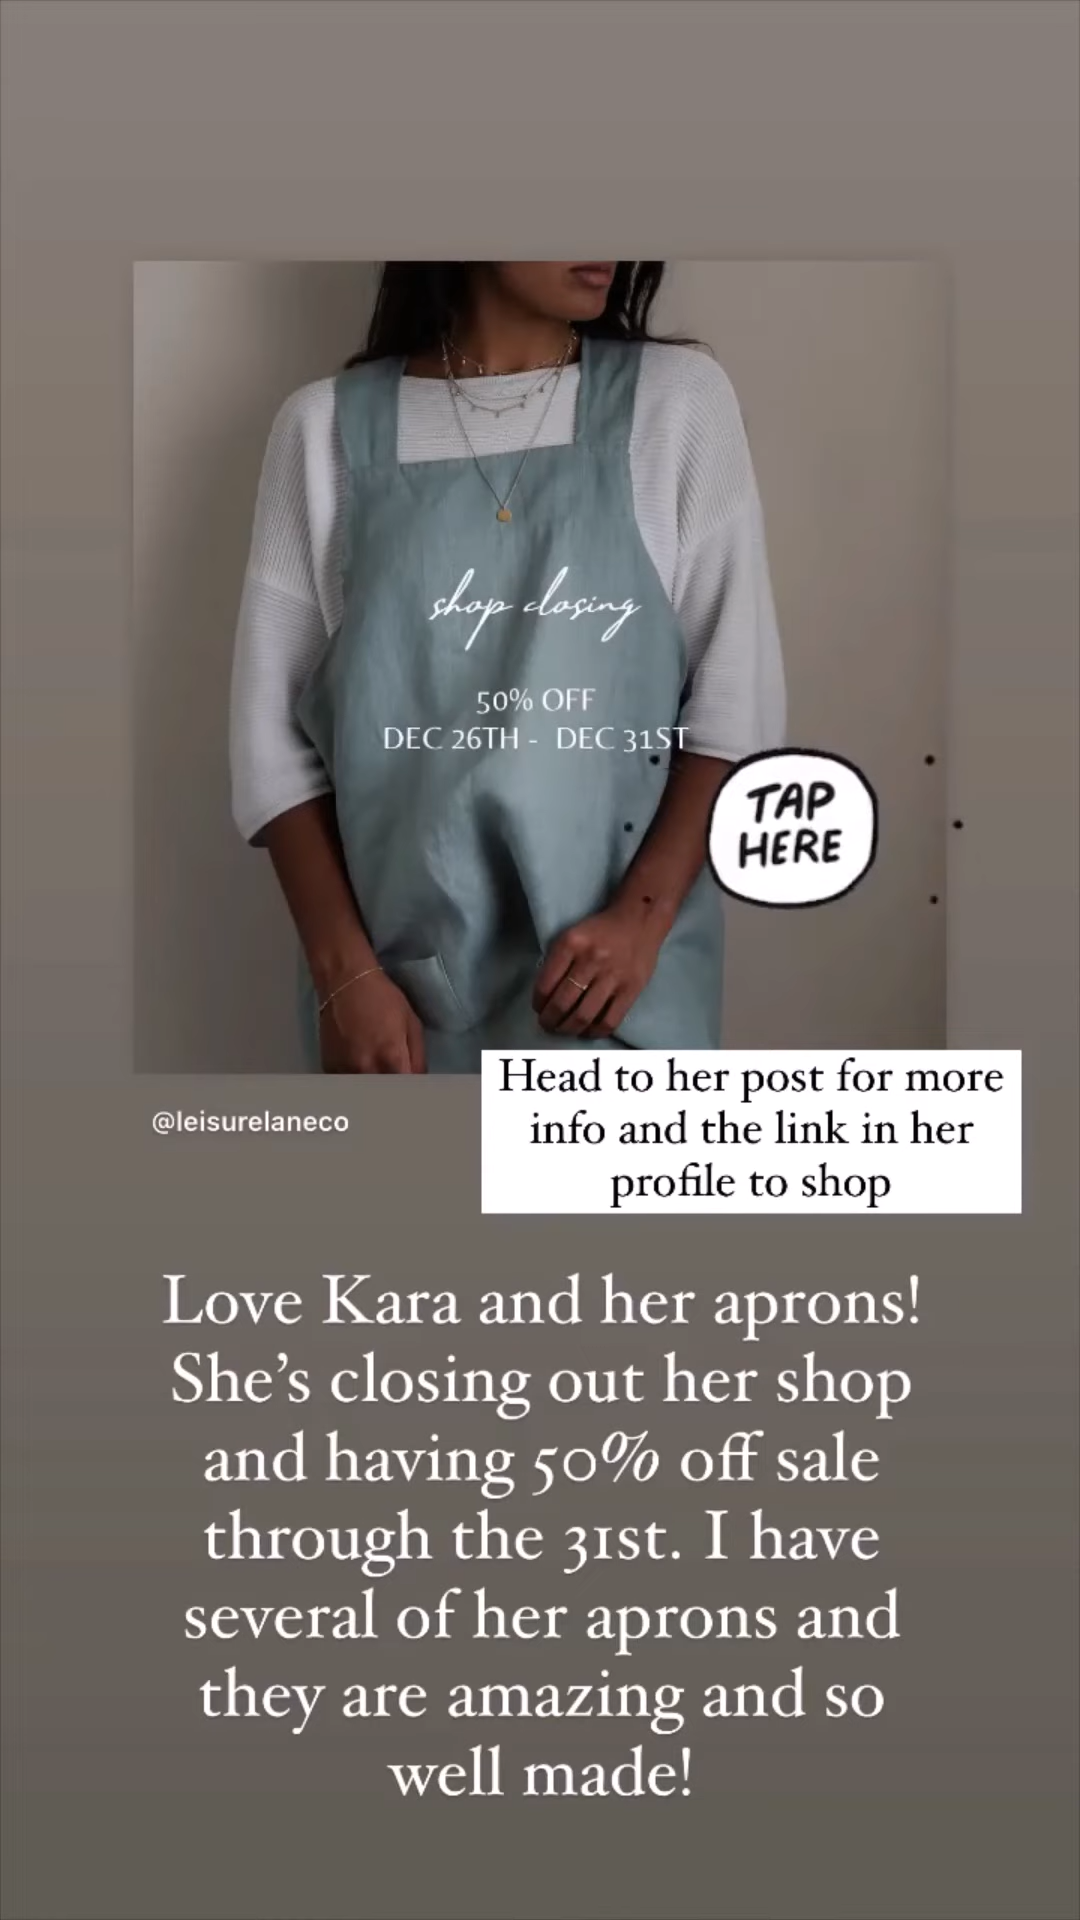 shop closing
50% OFF
DEC 26TH - DEC 31ST
TAP
HERE
Head to her post for more
info and the link in her
profile to shop
@leisurelaneco
Love Kara and her aprons!
She’s closing out her shop
and having 50% off sale
through the 31st. I have
several of her aprons and
they are amazing and so
well made!